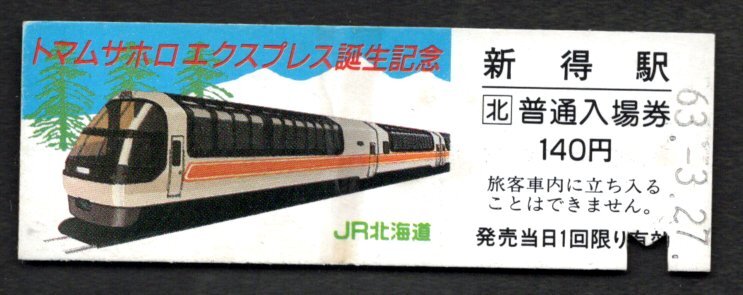 トマムサホロ エクスプレス誕生記念
JR北海道
新得駅
北 普通入場券
140円
旅客車内に立ち入る
ことはできません。
発売当日1回限り有効
63.-3.27.